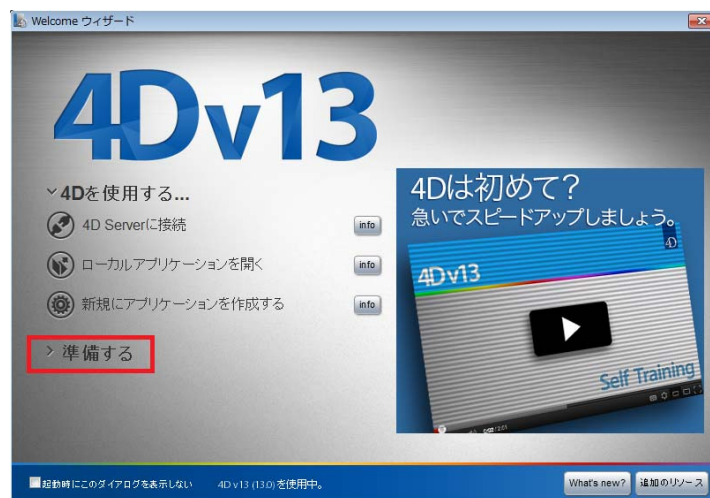 Welcome ウィザード
4Dv13
4Dを使用する...
4D Serverに接続
info
ローカルアプリケーションを開く
info
新規にアプリケーションを作成する
info
準備する
4Dは初めて？
急いでスピードアップしましょう。
4D
4Dv13
Self Training
起動時にこのダイアログを表示しない
4D v13 (13.0) を使用中。
What's new?
追加のリソース